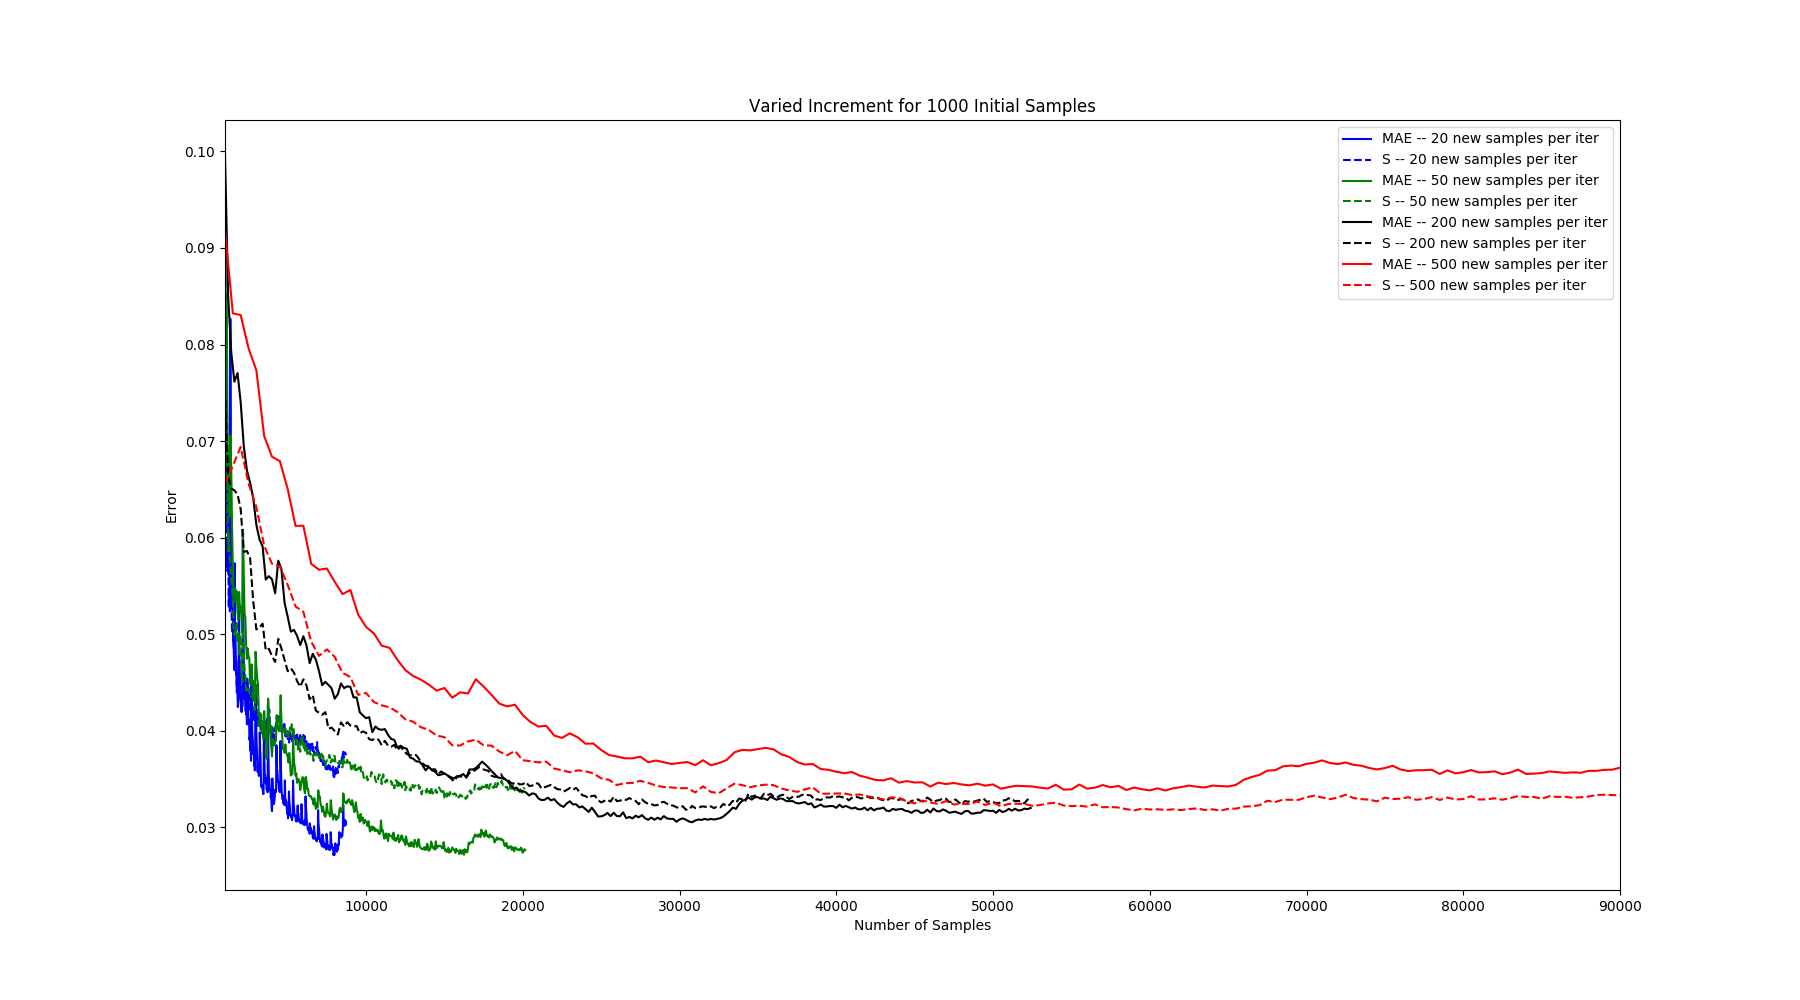 Varied Increment for 1000 Initial Samples
MAE -- 20 new samples per iter
S -- 20 new samples per iter
MAE -- 50 new samples per iter
S -- 50 new samples per iter
MAE -- 200 new samples per iter
S -- 200 new samples per iter
MAE -- 500 new samples per iter
S -- 500 new samples per iter
0.10
0.09
0.08
0.07
0.06
0.05
0.04
0.03
Error
10000 20000 30000 40000 50000 60000 70000 80000 90000
Number of Samples